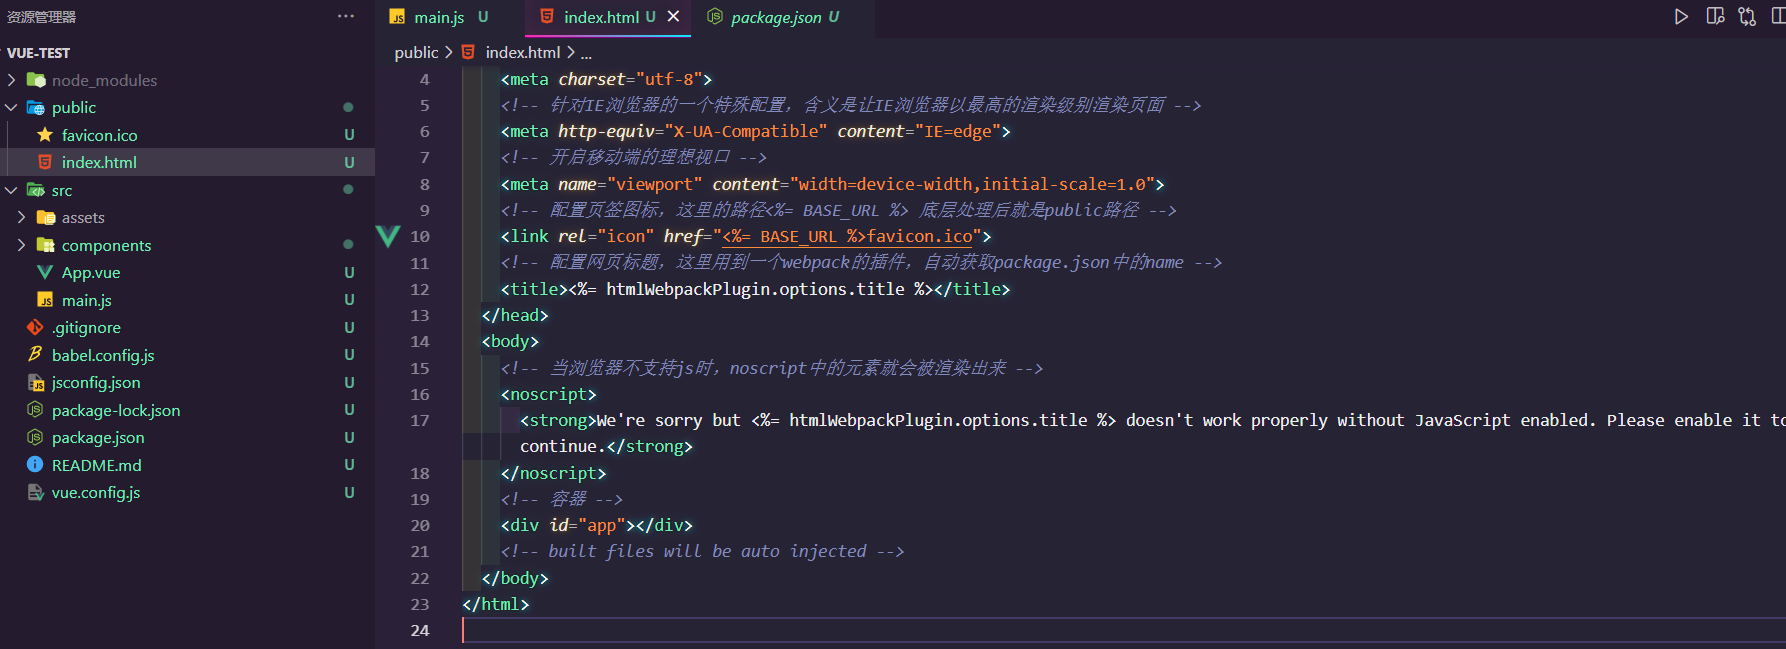 资源管理器 ···
VUE-TEST
node_modules
public
favicon.ico U
index.html U
src
assets
components
App.vue U
main.js U
.gitignore U
babel.config.js U
jsconfig.json U
package-lock.json U
package.json U
README.md U
vue.config.js U
main.js U index.html U package.json U
public > index.html > ...
4 <meta charset="utf-8">
5 <!-- 针对IE浏览器的一个特殊配置，含义是让IE浏览器以最高的渲染级别渲染页面 -->
6 <meta http-equiv="X-UA-Compatible" content="IE=edge">
7 <!-- 开启移动端的理想视口 -->
8 <meta name="viewport" content="width=device-width,initial-scale=1.0">
9 <!-- 配置页签图标，这里的路径<%= BASE_URL %> 底层处理后就是public路径 -->
10 <link rel="icon" href="<%= BASE_URL %>favicon.ico">
11 <!-- 配置网页标题，这里用到一个webpack的插件，自动获取package.json中的name -->
12 <title><%= htmlWebpackPlugin.options.title %></title>
13 </head>
14 <body>
15 <!-- 当浏览器不支持js时，noscript中的元素就会被渲染出来 -->
16 <noscript>
17 <strong>We're sorry but <%= htmlWebpackPlugin.options.title %> doesn't work properly without JavaScript enabled. Please enable it to
continue.</strong>
18 </noscript>
19 <!-- 容器 -->
20 <div id="app"></div>
21 <!-- built files will be auto injected -->
22 </body>
23 </html>
24